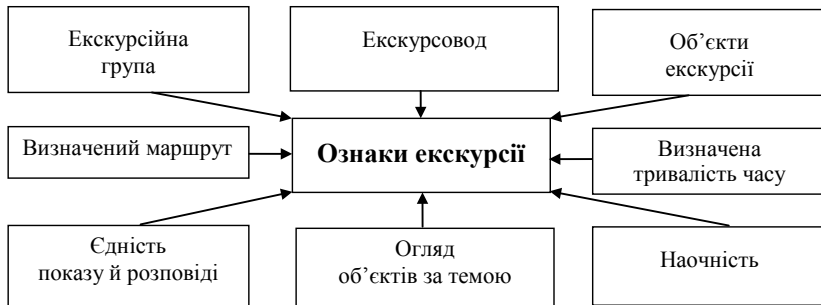 Екскурсійна
група
Екскурсовод
Об’єкти
екскурсії
Визначений маршрут
Ознаки екскурсії
Визначена
тривалість часу
Єдність
показу й розповіді
Огляд
об’єктів за темою
Наочність